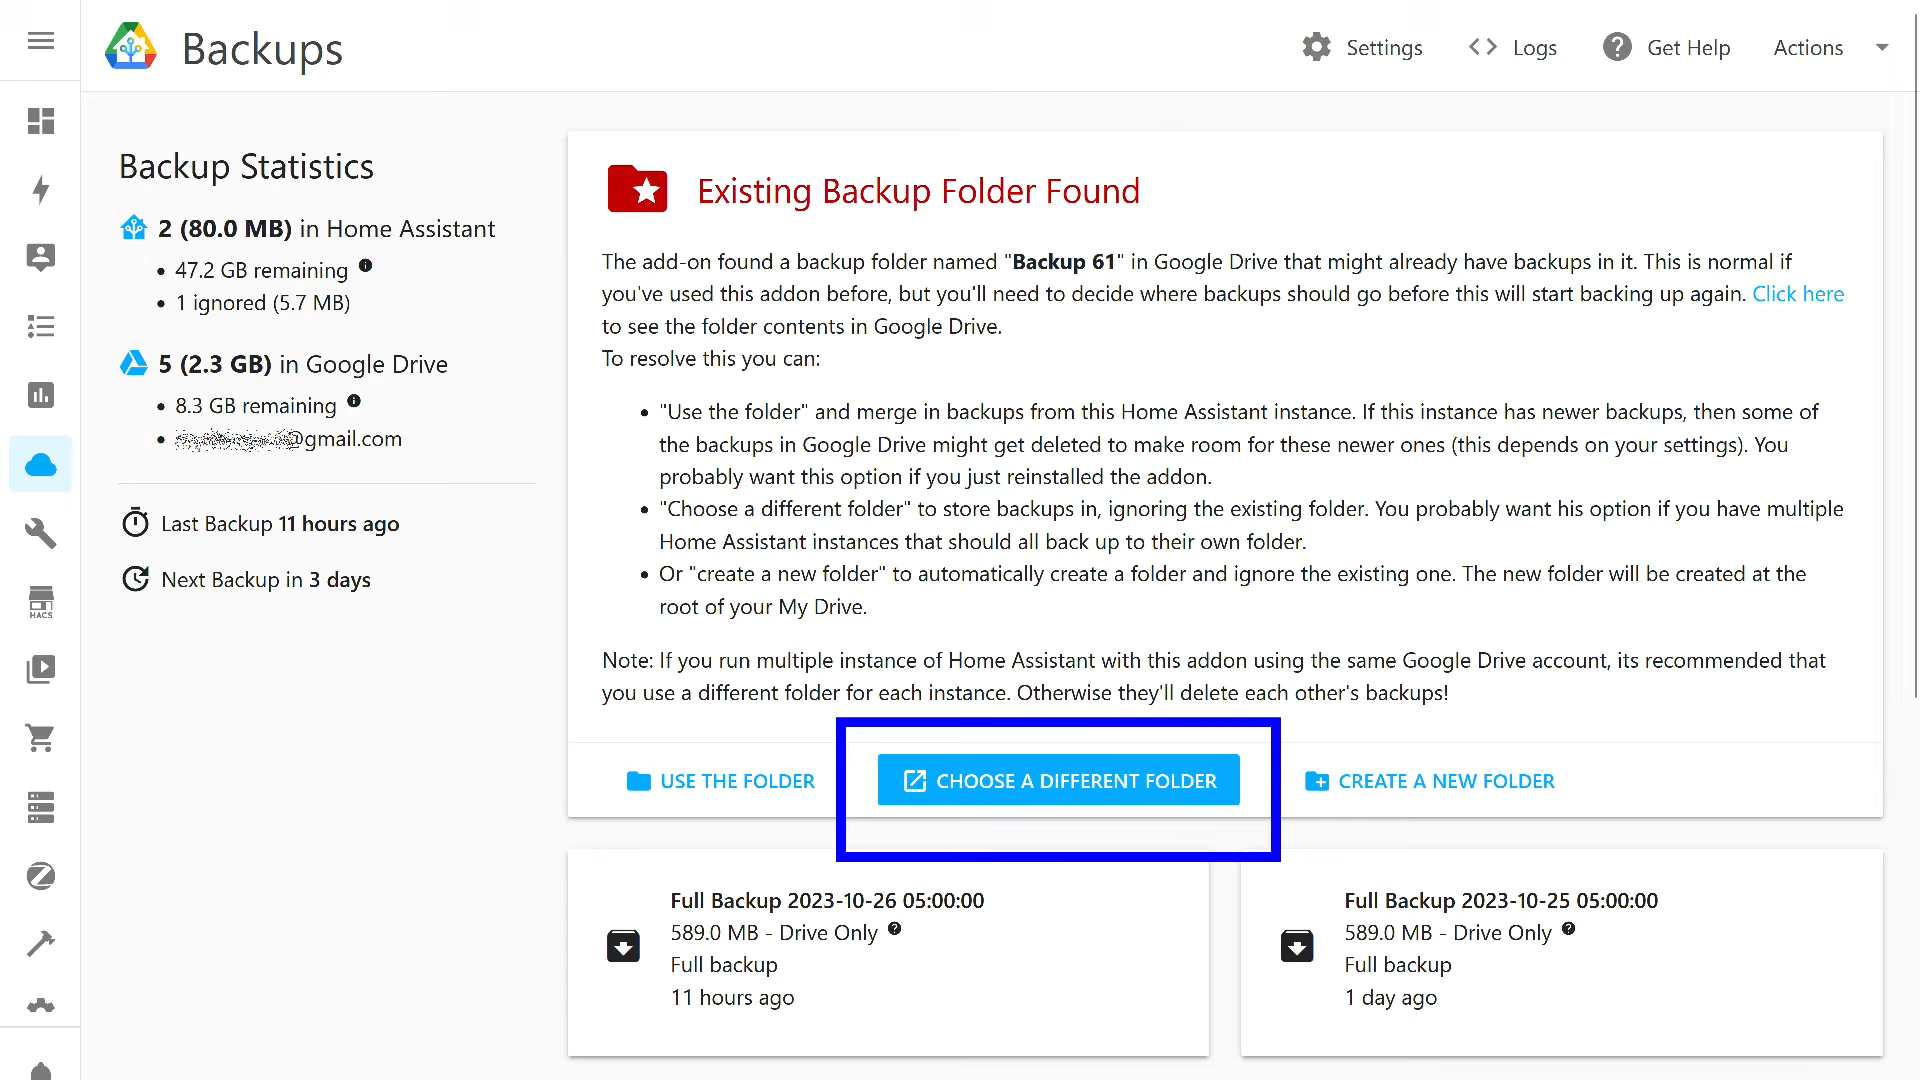 Backups
Settings
Logs
Get Help
Actions
Backup Statistics
2 (80.0 MB) in Home Assistant
47.2 GB remaining
1 ignored (5.7 MB)
5 (2.3 GB) in Google Drive
8.3 GB remaining
@gmail.com
Last Backup 11 hours ago
Next Backup in 3 days
HACS
Existing Backup Folder Found
The add-on found a backup folder named "Backup 61" in Google Drive that might already have backups in it. This is normal if
you've used this addon before, but you'll need to decide where backups should go before this will start backing up again. Click here
to see the folder contents in Google Drive.
To resolve this you can:
"Use the folder" and merge in backups from this Home Assistant instance. If this instance has newer backups, then some of
the backups in Google Drive might get deleted to make room for these newer ones (this depends on your settings). You
probably want this option if you just reinstalled the addon.
"Choose a different folder" to store backups in, ignoring the existing folder. You probably want his option if you have multiple
Home Assistant instances that should all back up to their own folder.
Or "create a new folder" to automatically create a folder and ignore the existing one. The new folder will be created at the
root of your My Drive.
Note: If you run multiple instance of Home Assistant with this addon using the same Google Drive account, its recommended that
you use a different folder for each instance. Otherwise they'll delete each other's backups!
USE THE FOLDER
CHOOSE A DIFFERENT FOLDER
CREATE A NEW FOLDER
Full Backup 2023-10-26 05:00:00
589.0 MB - Drive Only
Full backup
11 hours ago
Full Backup 2023-10-25 05:00:00
589.0 MB - Drive Only
Full backup
1 day ago